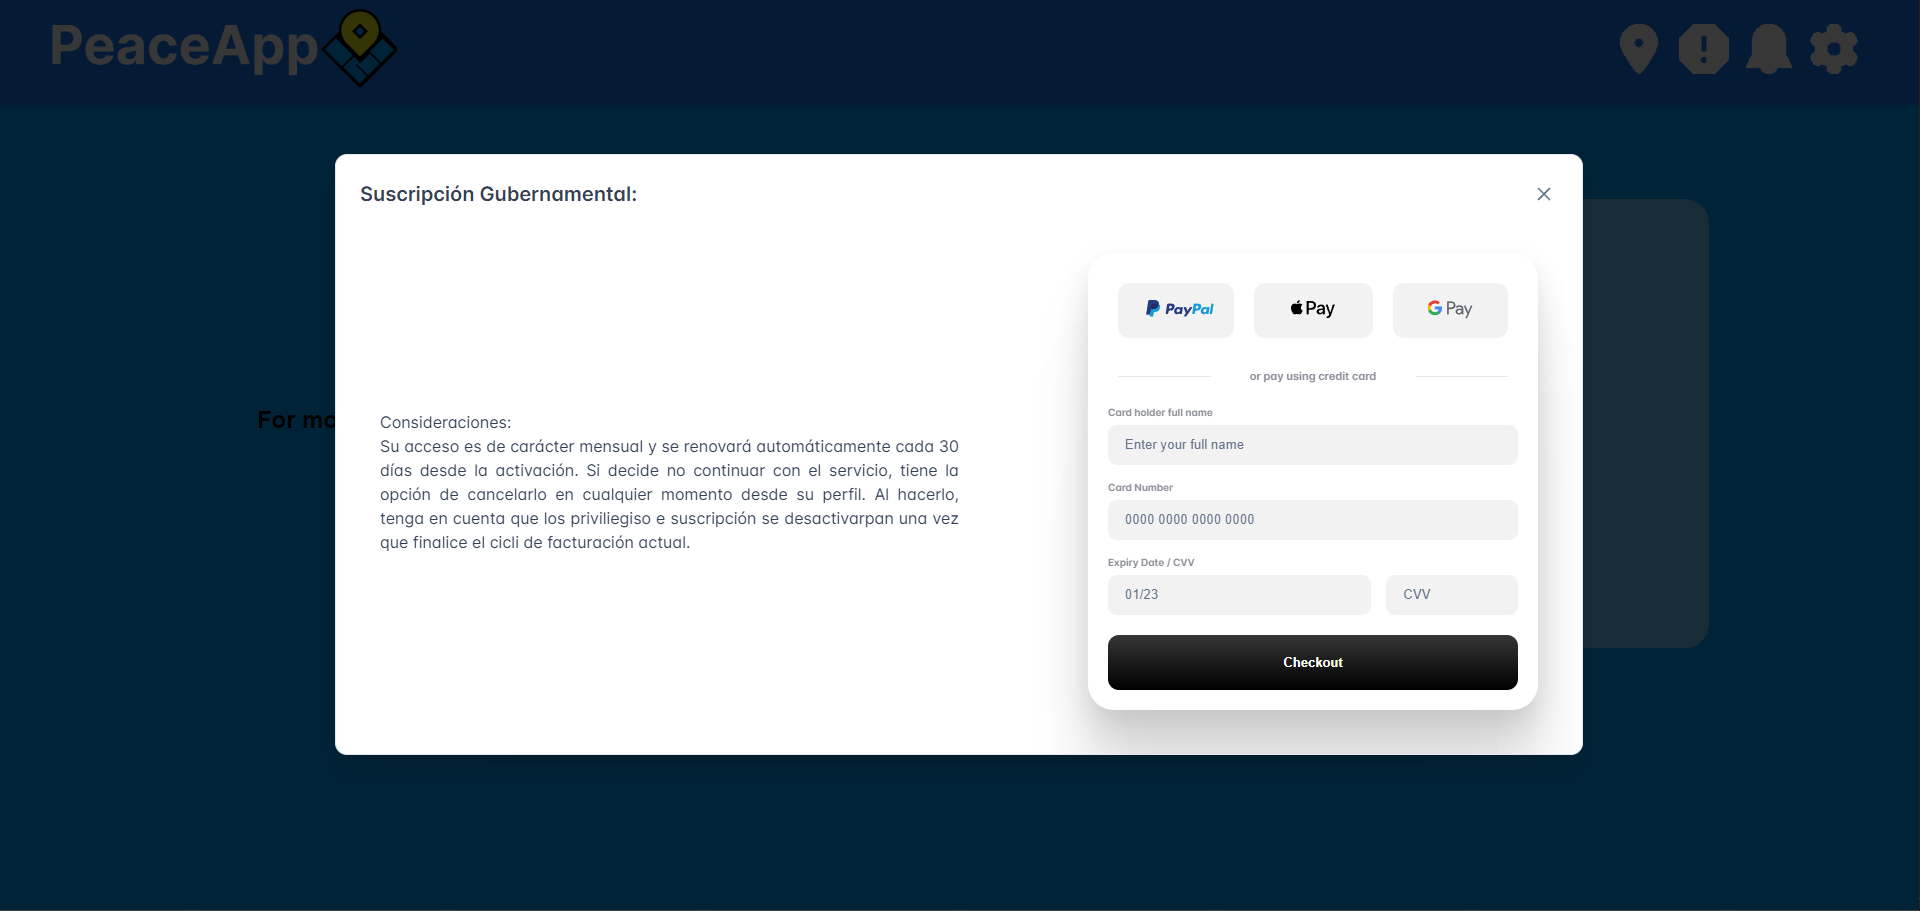 PeaceApp
Suscripción Gubernamental:
For mo
Consideraciones:
Su acceso es de carácter mensual y se renovará automáticamente cada 30
días desde la activación. Si decide no continuar con el servicio, tiene la
opción de cancelarlo en cualquier momento desde su perfil. Al hacerlo,
tenga en cuenta que los priviliegiso e suscripción se desactivarpan una vez
que finalice el cicli de facturación actual.
PayPal
Pay
G Pay
or pay using credit card
Card holder full name
Enter your full name
Card Number
0000 0000 0000 0000
Expiry Date / CVV
01/23
CVV
Checkout